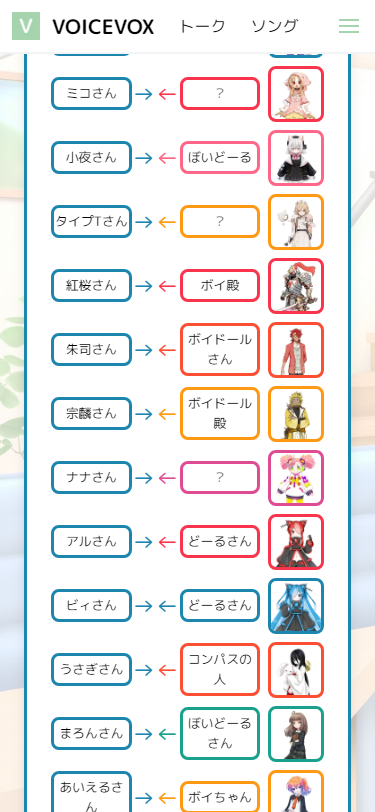 V VOICEVOX トーク ソング
ミコさん → ← ？
小夜さん → ← ぼいどーる
タイプTさん → ← ？
紅桜さん → ← ボイ殿
朱司さん → ← ボイドール
さん
宗麟さん → ← ボイドール
殿
ナナさん → ← ？
アルさん → ← どーるさん
ビィさん → ← どーるさん
うさぎさん → ← コンパスの
人
まろんさん → ← ぼいどーる
さん
あいえるさ
ん → ← ボイちゃん